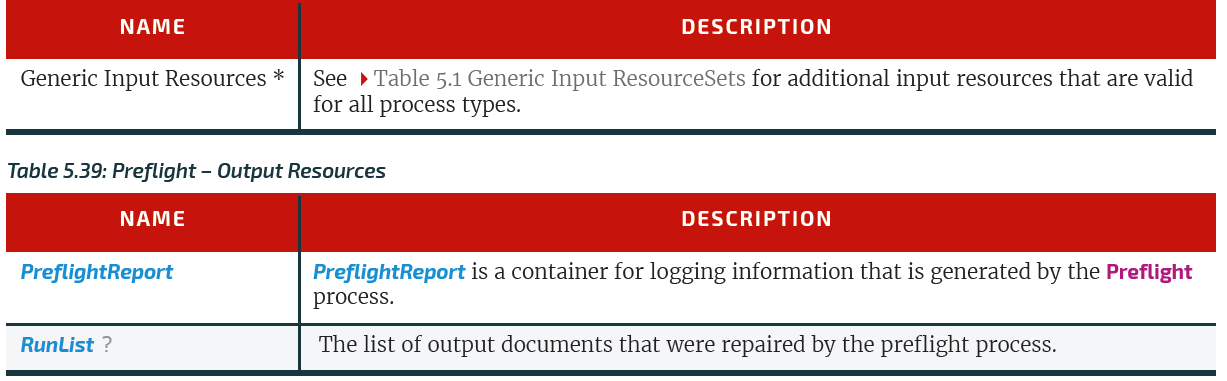 NAME DESCRIPTION
Generic Input Resources * See Table 5.1 Generic Input ResourceSets for additional input resources that are valid
for all process types.
Table 5.39: Preflight – Output Resources
NAME DESCRIPTION
PreflightReport PreflightReport is a container for logging information that is generated by the Preflight
process.
RunList ? The list of output documents that were repaired by the preflight process.